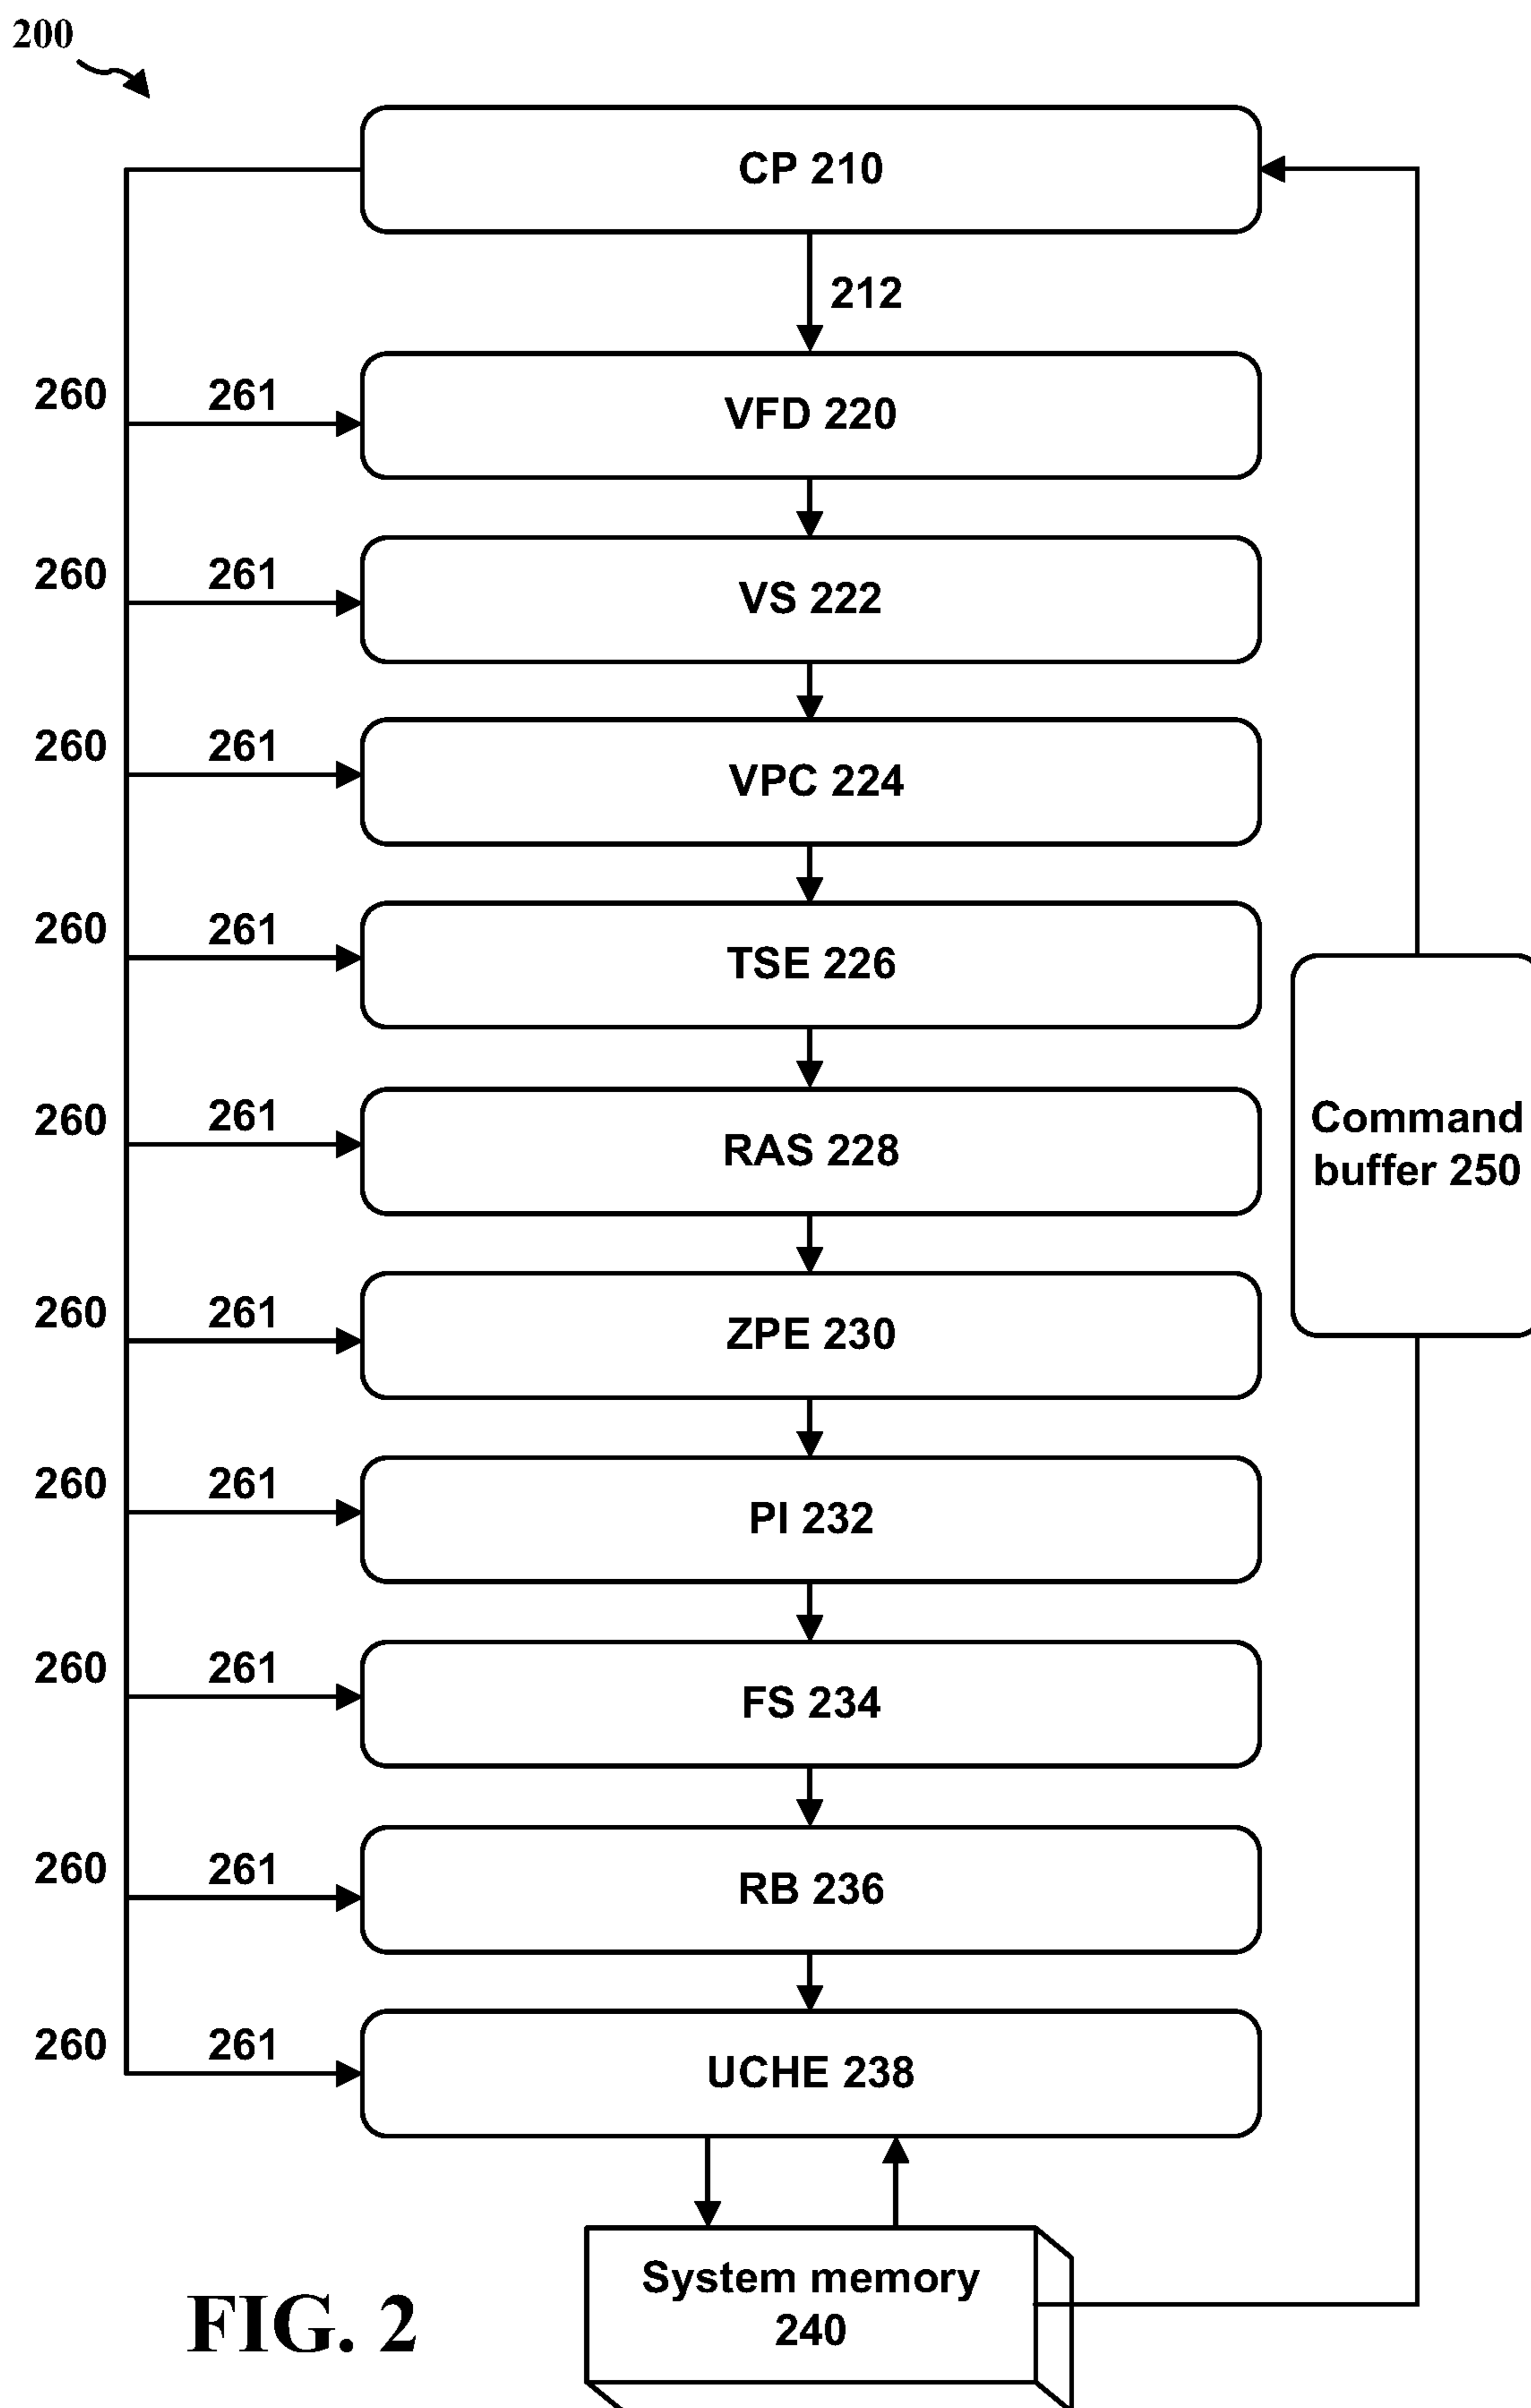 200
CP 210
212
260
261
VFD 220
260
261
VS 222
260
261
VPC 224
260
261
TSE 226
Command
buffer 250
260
261
RAS 228
260
261
ZPE 230
260
261
PI 232
260
261
FS 234
260
261
RB 236
260
261
UCHE 238
System memory
240
FIG. 2